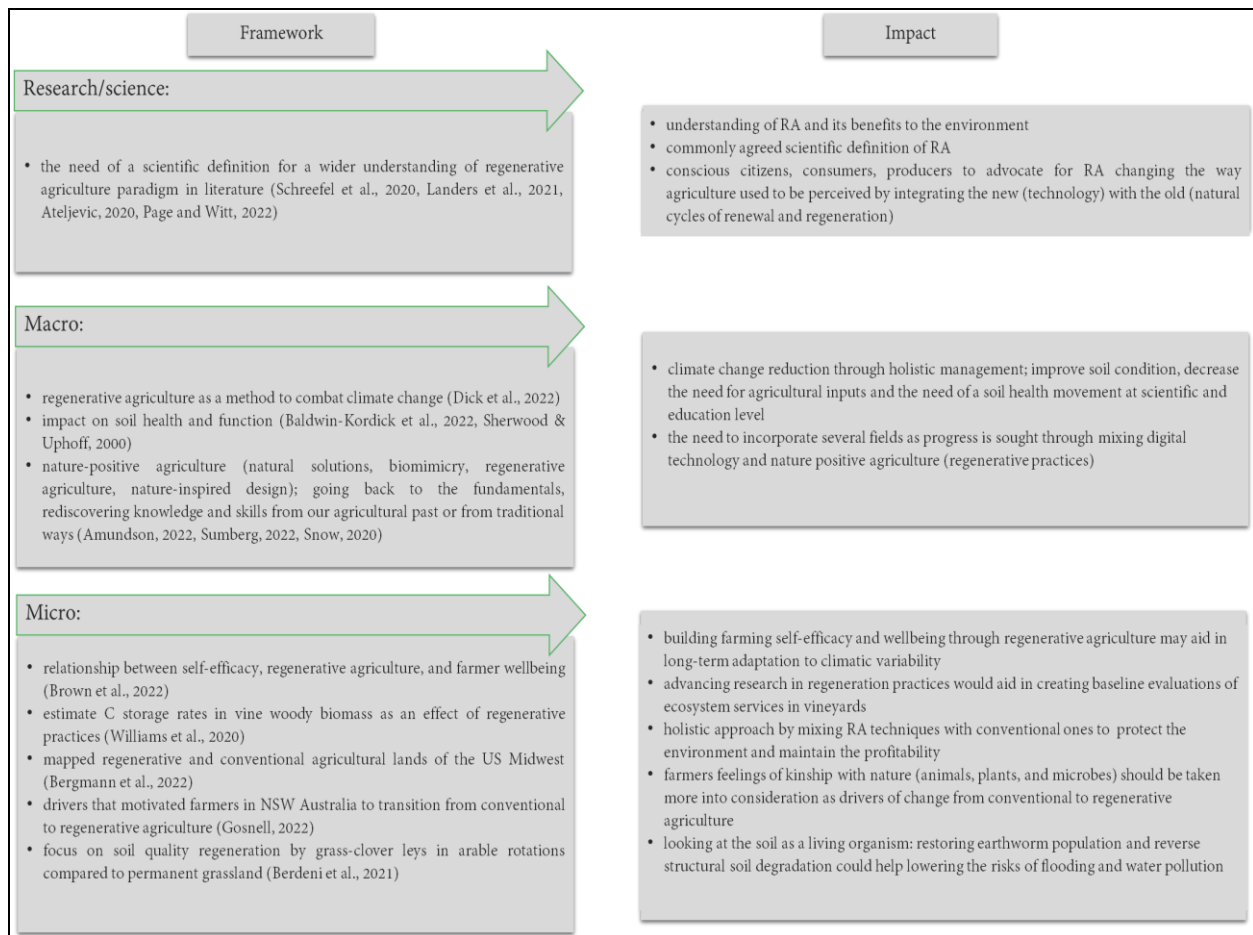 Framework
Impact
Research/science:
• the need of a scientific definition for a wider understanding of regenerative
agriculture paradigm in literature (Schreefel et al., 2020, Landers et al., 2021,
Ateljevic, 2020, Page and Witt, 2022)
• understanding of RA and its benefits to the environment
• commonly agreed scientific definition of RA
• conscious citizens, consumers, producers to advocate for RA changing the way
agriculture used to be perceived by integrating the new (technology) with the old (natural
cycles of renewal and regeneration)
Macro:
• regenerative agriculture as a method to combat climate change (Dick et al., 2022)
• impact on soil health and function (Baldwin-Kordick et al., 2022, Sherwood &
Uphoff, 2000)
• nature-positive agriculture (natural solutions, biomimicry, regenerative
agriculture, nature-inspired design); going back to the fundamentals,
rediscovering knowledge and skills from our agricultural past or from traditional
ways (Amundson, 2022, Sumberg, 2022, Snow, 2020)
• climate change reduction through holistic management; improve soil condition, decrease
the need for agricultural inputs and the need of a soil health movement at scientific and
education level
• the need to incorporate several fields as progress is sought through mixing digital
technology and nature positive agriculture (regenerative practices)
Micro:
• relationship between self-efficacy, regenerative agriculture, and farmer wellbeing
(Brown et al., 2022)
• estimate C storage rates in vine woody biomass as an effect of regenerative
practices (Williams et al., 2020)
• mapped regenerative and conventional agricultural lands of the US Midwest
(Bergmann et al., 2022)
• drivers that motivated farmers in NSW Australia to transition from conventional
to regenerative agriculture (Gosnell, 2022)
• focus on soil quality regeneration by grass-clover leys in arable rotations
compared to permanent grassland (Berdeni et al., 2021)
• building farming self-efficacy and wellbeing through regenerative agriculture may aid in
long-term adaptation to climatic variability
• advancing research in regeneration practices would aid in creating baseline evaluations of
ecosystem services in vineyards
• holistic approach by mixing RA techniques with conventional ones to protect the
environment and maintain the profitability
• farmers feelings of kinship with nature (animals, plants, and microbes) should be taken
more into consideration as drivers of change from conventional to regenerative
agriculture
• looking at the soil as a living organism: restoring earthworm population and reverse
structural soil degradation could help lowering the risks of flooding and water pollution